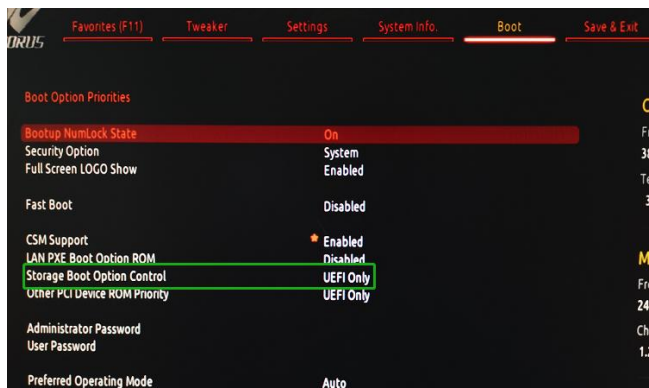 ORUS
Favorites (F11) Tweaker Settings System Info. Boot Save & Exit
Boot Option Priorities
Bootup NumLock State On
Security Option System
Full Screen LOGO Show Enabled
Fast Boot Disabled
CSM Support Enabled
LAN PXE Boot Option ROM Disabled
Storage Boot Option Control UEFI Only
Other PCI Device ROM Priority UEFI Only
Administrator Password
User Password
Preferred Operating Mode Auto